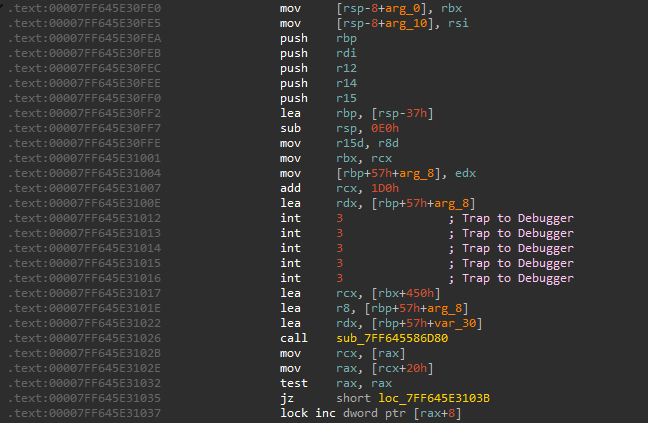 .text:00007FF645E30FE0 mov [rsp-8+arg_0], rbx
.text:00007FF645E30FE5 mov [rsp-8+arg_10], rsi
.text:00007FF645E30FEA push rbp
.text:00007FF645E30FEB push rdi
.text:00007FF645E30FEC push r12
.text:00007FF645E30FEE push r14
.text:00007FF645E30FF0 push r15
.text:00007FF645E30FF2 lea rbp, [rsp-37h]
.text:00007FF645E30FF7 sub rsp, 0E0h
.text:00007FF645E30FFE mov r15d, r8d
.text:00007FF645E31001 mov rbx, rcx
.text:00007FF645E31004 mov [rbp+57h+arg_8], edx
.text:00007FF645E31007 add rcx, 1D0h
.text:00007FF645E3100E lea rdx, [rbp+57h+arg_8]
.text:00007FF645E31012 int 3 ; Trap to Debugger
.text:00007FF645E31013 int 3 ; Trap to Debugger
.text:00007FF645E31014 int 3 ; Trap to Debugger
.text:00007FF645E31015 int 3 ; Trap to Debugger
.text:00007FF645E31016 int 3 ; Trap to Debugger
.text:00007FF645E31017 lea rcx, [rbx+450h]
.text:00007FF645E3101E lea r8, [rbp+57h+arg_8]
.text:00007FF645E31022 lea rdx, [rbp+57h+var_30]
.text:00007FF645E31026 call sub_7FF645586D80
.text:00007FF645E3102B mov rcx, [rax]
.text:00007FF645E3102E mov rax, [rcx+20h]
.text:00007FF645E31032 test rax, rax
.text:00007FF645E31035 jz short loc_7FF645E3103B
.text:00007FF645E31037 lock inc dword ptr [rax+8]